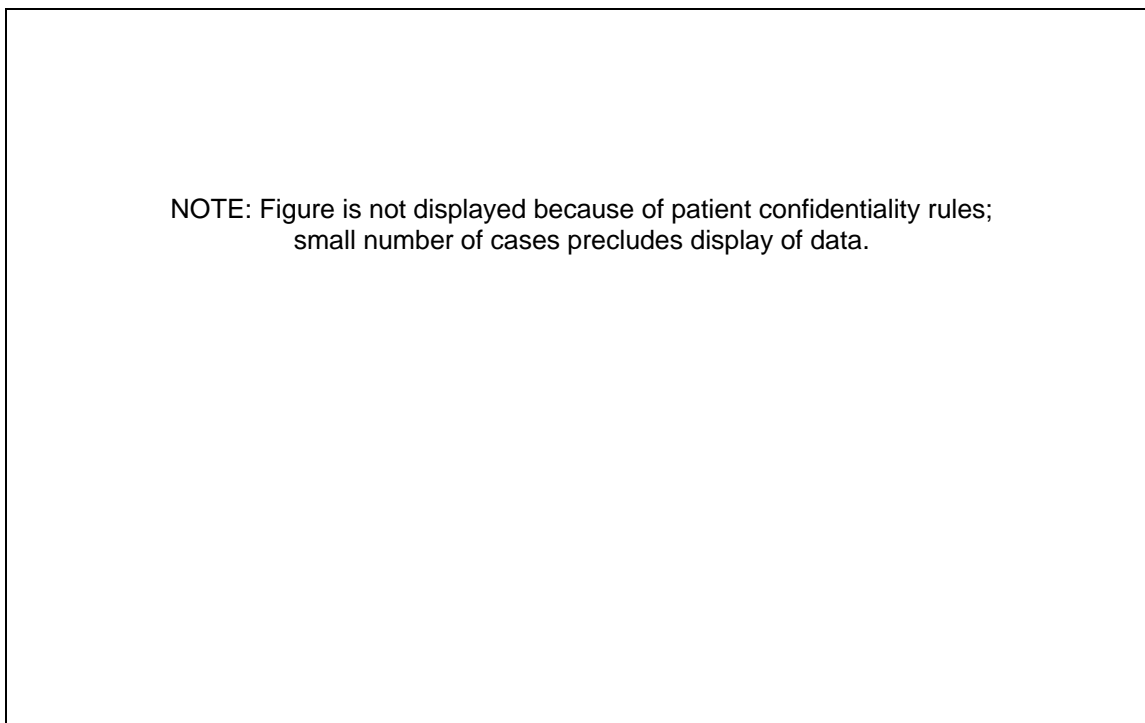 NOTE: Figure is not displayed because of patient confidentiality rules;
small number of cases precludes display of data.